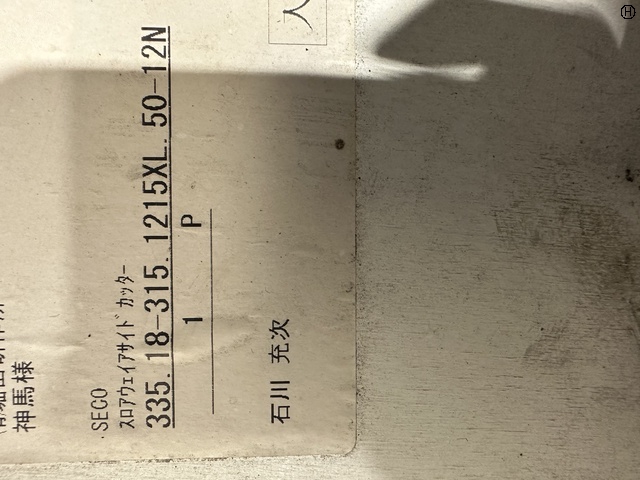 神馬様
SECO
スロアウェイアサイドカッター
335.18-315.1215XL.50-12N
1 P
石川 充次
入
H